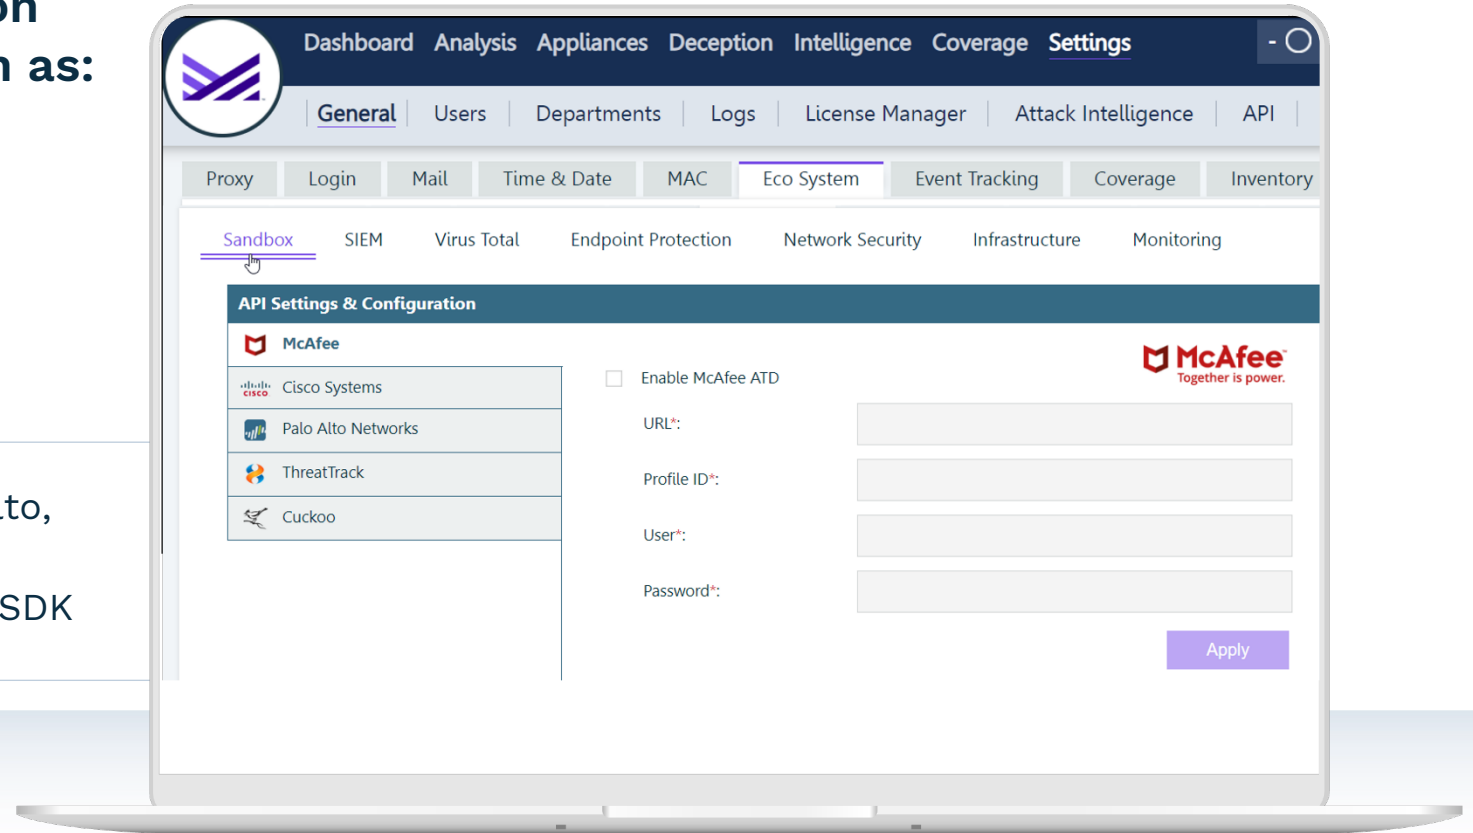 on
n as:
Dashboard Analysis Appliances Deception Intelligence Coverage Settings
General Users Departments Logs License Manager Attack Intelligence API
Proxy Login Mail Time & Date MAC Eco System Event Tracking Coverage Inventory
Sandbox SIEM Virus Total Endpoint Protection Network Security Infrastructure Monitoring
API Settings & Configuration
McAfee
CISCO Cisco Systems
Palo Alto Networks
ThreatTrack
Cuckoo
McAfee
Together is power.
Enable McAfee ATD
URL*:
Profile ID*:
User*:
Password*:
Apply
lto,
SDK